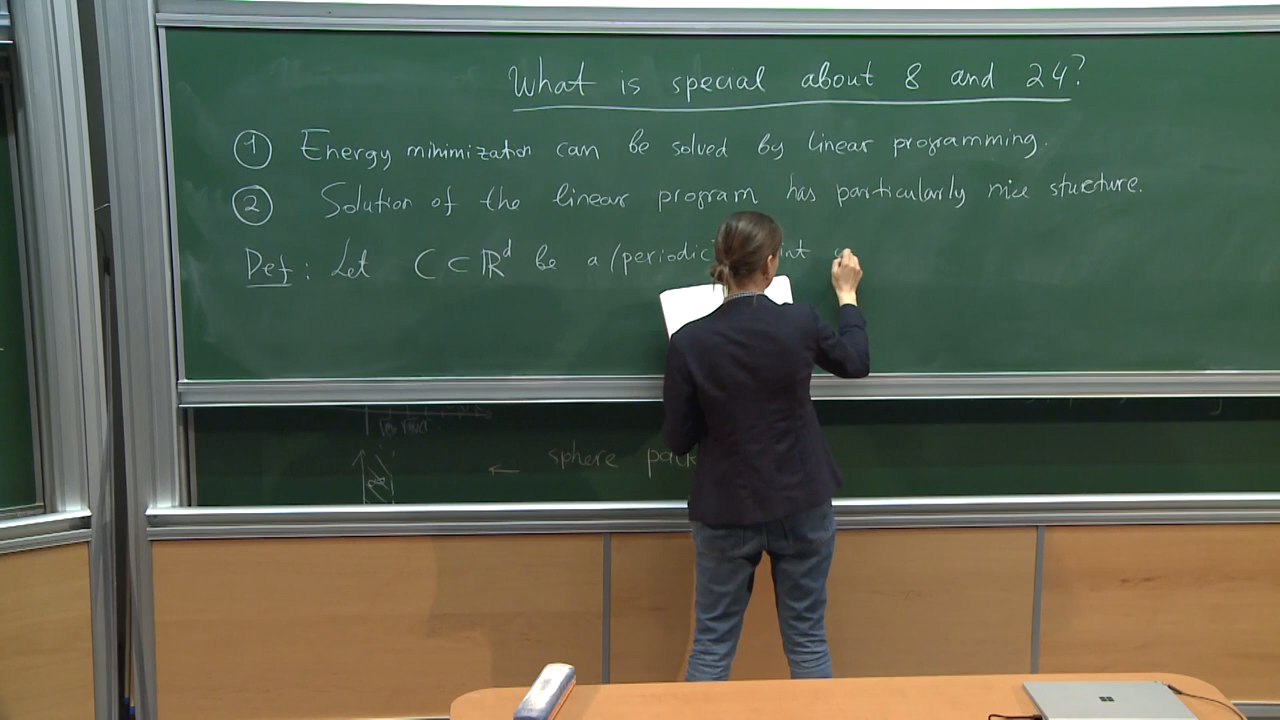 What is special about 8 and 24?
① Energy minimization can be solved by linear programming.
② Solution of the linear program has particularly nice structure.
Def: Let C ⊂ ℝ^d be a (periodic
← sphere